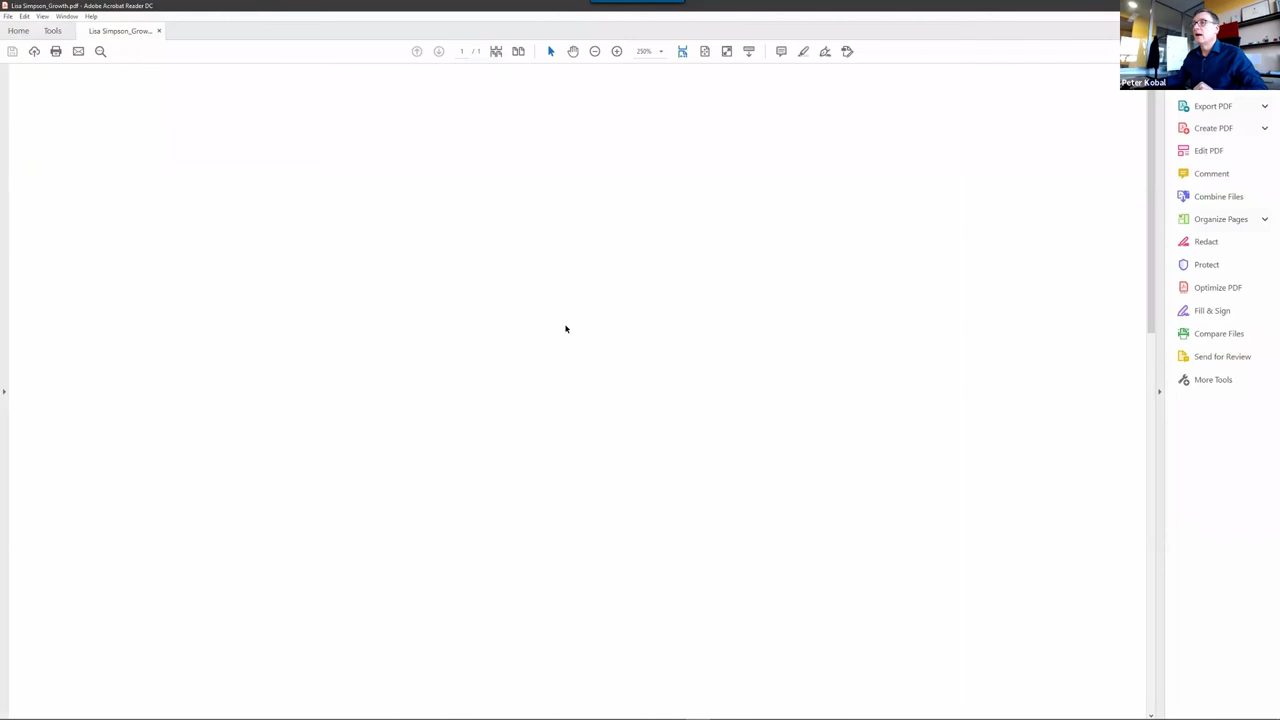 Lisa Simpson_Growth.pdf - Adobe Acrobat Reader DC
File Edit View Window Help
Home Tools Lisa Simpson_Grow... ×
1 / 1 250%
Peter Kobal
Export PDF
Create PDF
Edit PDF
Comment
Combine Files
Organize Pages
Redact
Protect
Optimize PDF
Fill & Sign
Compare Files
Send for Review
More Tools